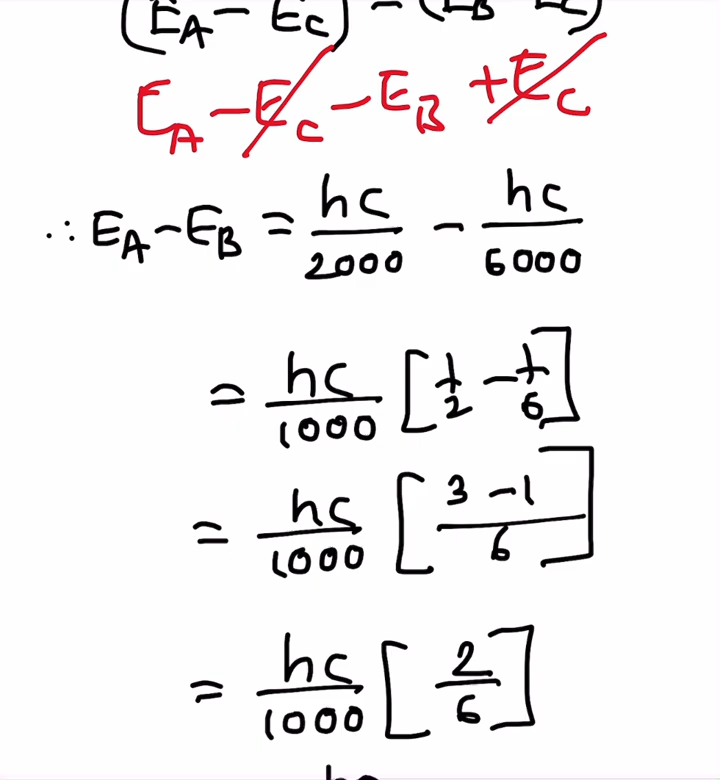 (E_A - E_C) - (E_B - E_C)
E_A - E_C - E_B + E_C
∴ E_A - E_B = hc/2000 - hc/6000
= hc/1000 [1/2 - 1/6]
= hc/1000 [(3 - 1)/6]
= hc/1000 [2/6]